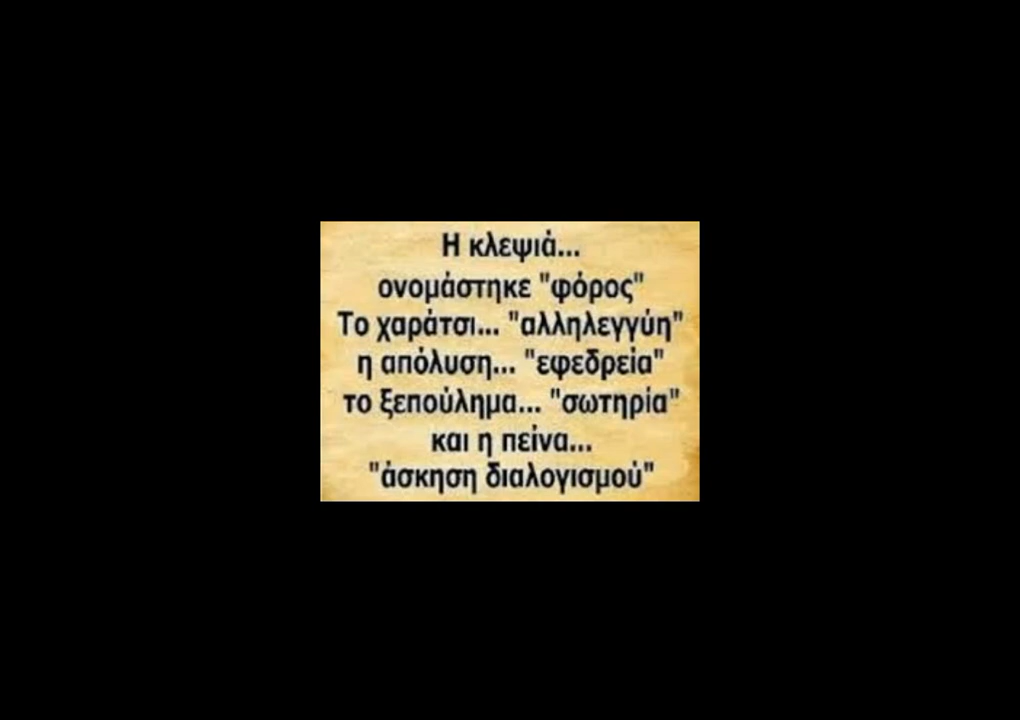 Η κλεψιά...
ονομάστηκε "φόρος"
Το χαράτσι... "αλληλεγγύη"
η απόλυση... "εφεδρεία"
το ξεπούλημα... "σωτηρία"
και η πείνα...
"άσκηση διαλογισμού"